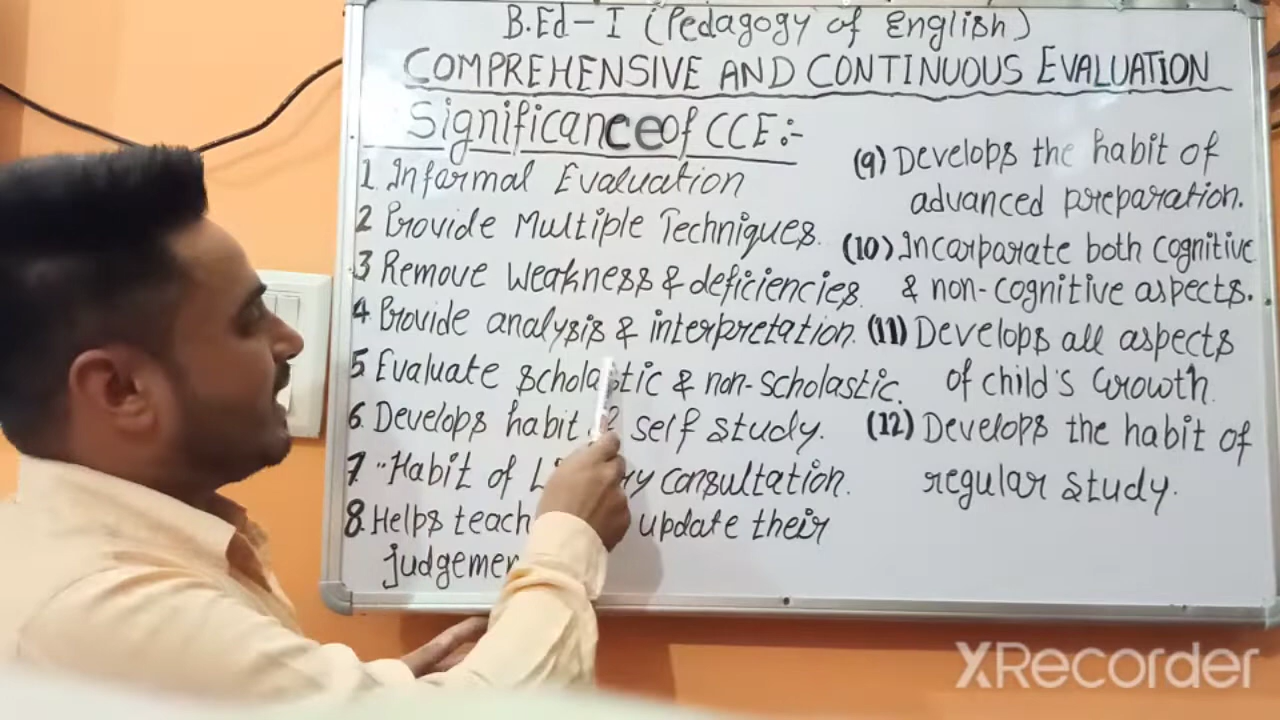 B.Ed - I (Pedagogy of English)
COMPREHENSIVE AND CONTINUOUS EVALUATION
Significance of CCE:-
1 Informal Evaluation
2 Provide Multiple Techniques.
3 Remove weakness & deficiencies.
4 Provide analysis & interpretation.
5 Evaluate scholastic & non-scholastic.
6. Develops habit of self study.
7. "Habit of consultation.
8. Helps update their
(9) Develops the habit of
advanced preparation.
(10) Incorporate both cognitive
& non-cognitive aspects.
(11) Develops all aspects
of child's Growth.
(12) Develops the habit of
regular study.
XRecorder